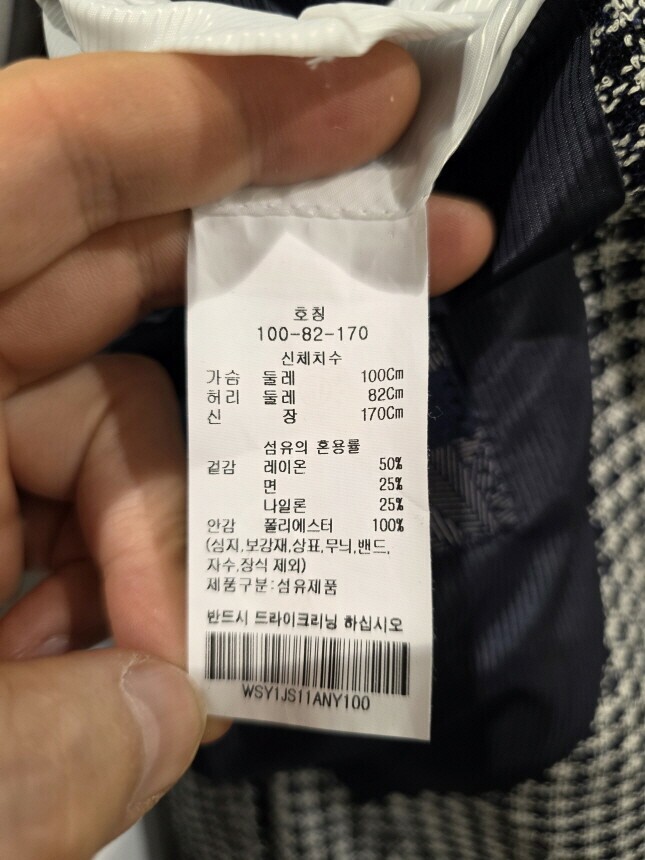 호칭
100-82-170
신체치수
가슴 둘레 100Cm
허리 둘레 82Cm
신 장 170Cm
섬유의 혼용률
겉감 레이온 50%
면 25%
나일론 25%
안감 폴리에스터 100%
(심지,보강재,상표,무늬,밴드,
자수,장식 제외)
제품구분:섬유제품
반드시 드라이크리닝 하십시오
WSY1JS11ANY100